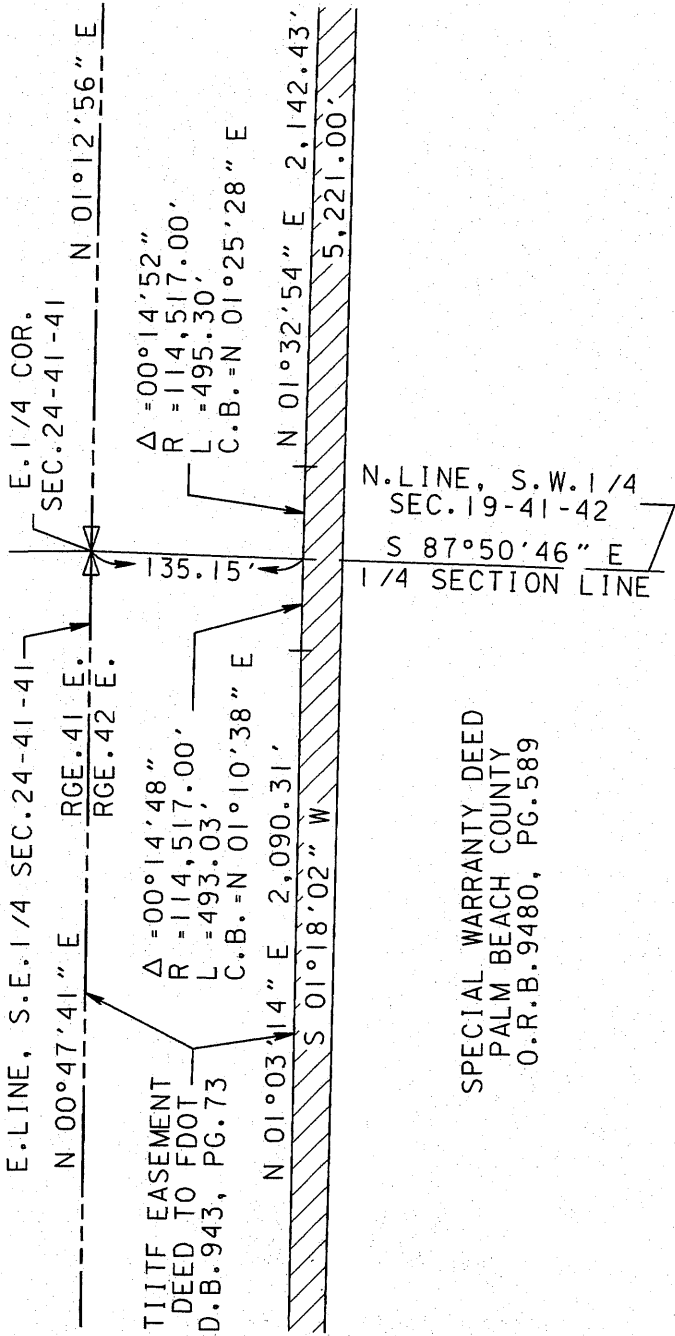 E.LINE, S.E.1/4 SEC.24-41-41
E.1/4 COR.
SEC.24-41-41
N 00°47'41" E
RGE.41 E.
RGE.42 E.
N 01°12'56" E
TIITF EASEMENT
DEED TO FDOT
D.B.943, PG.73
Δ =00°14'48"
R =114,517.00'
L =493.03'
C.B.=N 01°10'38" E
135.15'
Δ =00°14'52"
R =114,517.00'
L =495.30'
C.B.=N 01°25'28" E
N 01°03'14" E 2,090.31'
N 01°32'54" E 2,142.43'
S 01°18'02" W
5,221.00'
N.LINE, S.W.1/4
SEC.19-41-42
S 87°50'46" E
1/4 SECTION LINE
SPECIAL WARRANTY DEED
PALM BEACH COUNTY
O.R.B.9480, PG.589